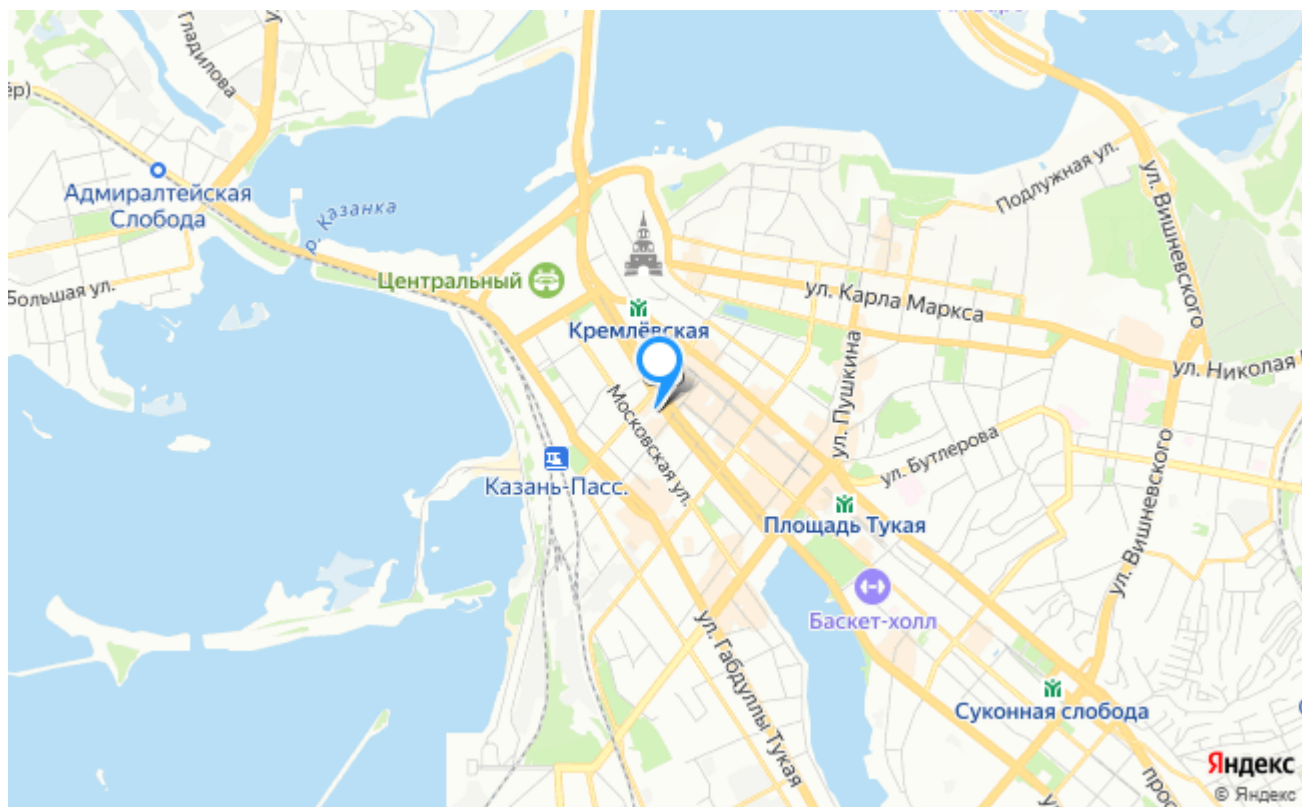 Гладилова
Адмиралтейская
Слобода
р. Казанка
Большая ул.
Центральный
Кремлёвская
Подлужная ул.
ул. Вишневского
ул. Карла Маркса
ул. Николая
ул. Пушкина
Московская ул.
ул. Бутлерова
Казань-Пасс.
Площадь Тукая
ул. Вишневского
Баскет-холл
ул. Габдуллы Тукая
Суконная слобода
Яндекс
© Яндекс